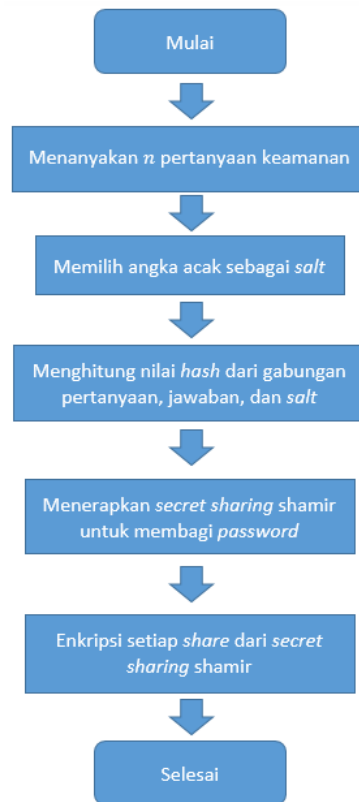 Mulai
Menanyakan n pertanyaan keamanan
Memilih angka acak sebagai salt
Menghitung nilai hash dari gabungan
pertanyaan, jawaban, dan salt
Menerapkan secret sharing shamir
untuk membagi password
Enkripsi setiap share dari secret
sharing shamir
Selesai